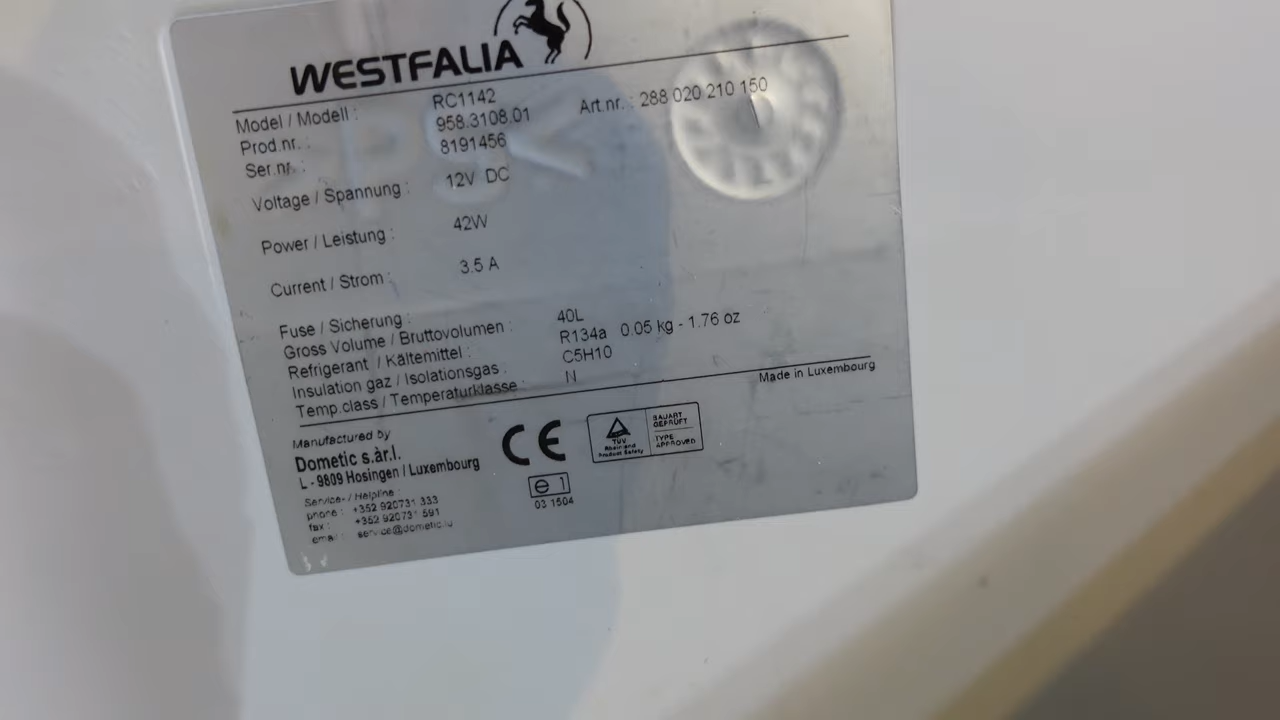 WESTFALIA
Model / Modell : RC1142 Art.nr. : 288 020 210 150
Prod.nr. : 958.3108.01
Ser.nr. : 8191456
Voltage / Spannung : 12V DC
Power / Leistung : 42W
Current / Strom : 3.5 A
Fuse / Sicherung :
Gross Volume / Bruttovolumen : 40L
Refrigerant / Kältemittel : R134a 0.05 kg - 1.76 oz
Insulation gaz / Isolationsgas : C5H10
Temp.class / Temperaturklasse : N
Made in Luxembourg
Manufactured by
Dometic s.àr.l.
L - 9809 Hosingen / Luxembourg
Service- / Helpline :
phone : +352 920731 333
fax : +352 920731 591
email : service@dometic.lu
CE
TÜV
Rheinland
Product Safety
BAUART
GEPRÜFT
TYPE
APPROVED
e 1
03 1504